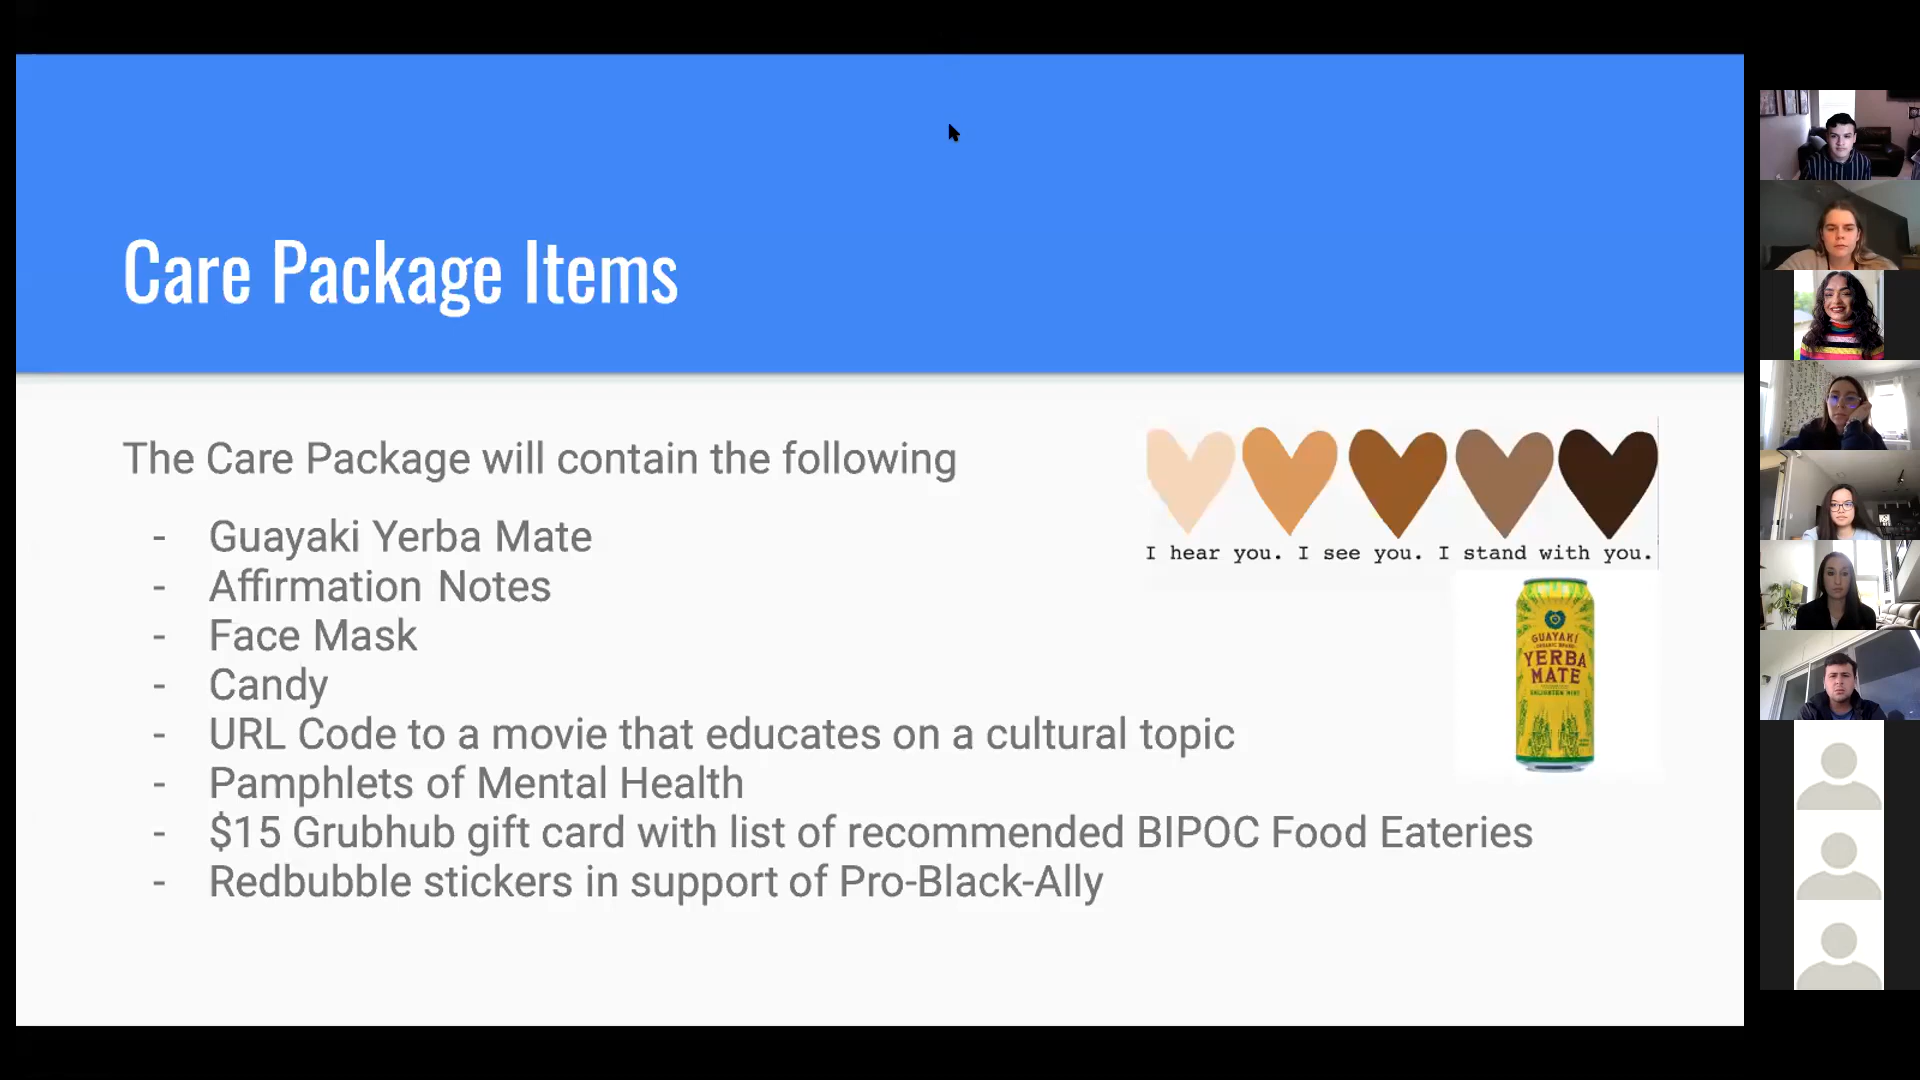 Care Package Items
The Care Package will contain the following
- Guayaki Yerba Mate
- Affirmation Notes
- Face Mask
- Candy
- URL Code to a movie that educates on a cultural topic
- Pamphlets of Mental Health
- $15 Grubhub gift card with list of recommended BIPOC Food Eateries
- Redbubble stickers in support of Pro-Black-Ally
I hear you. I see you. I stand with you.
GUAYAKI
YERBA
MATE
ENLIGHTEN MINT